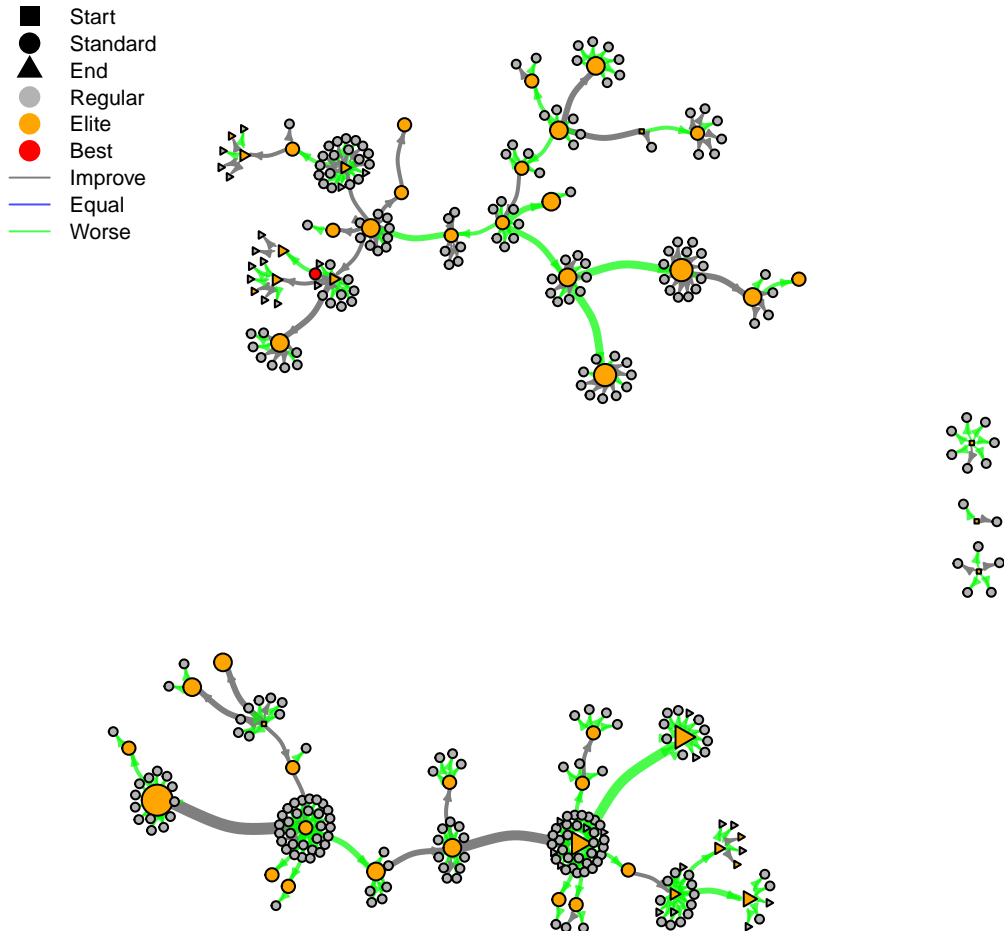 Start
Standard
End
Regular
Elite
Best
Improve
Equal
Worse